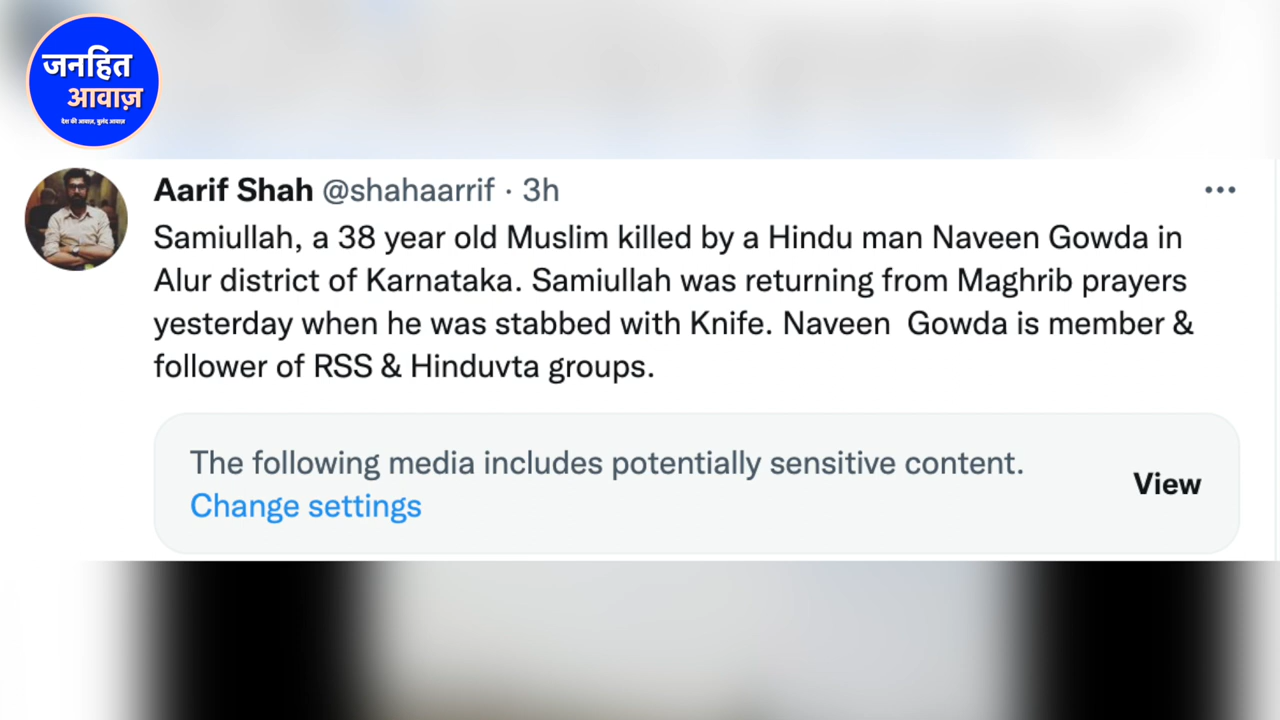 जनहित
आवाज़
देश की आवाज़, बुलंद आवाज़
Aarif Shah @shahaarrif · 3h
Samiullah, a 38 year old Muslim killed by a Hindu man Naveen Gowda in
Alur district of Karnataka. Samiullah was returning from Maghrib prayers
yesterday when he was stabbed with Knife. Naveen  Gowda is member &
follower of RSS & Hinduvta groups.
The following media includes potentially sensitive content.
Change settings
View